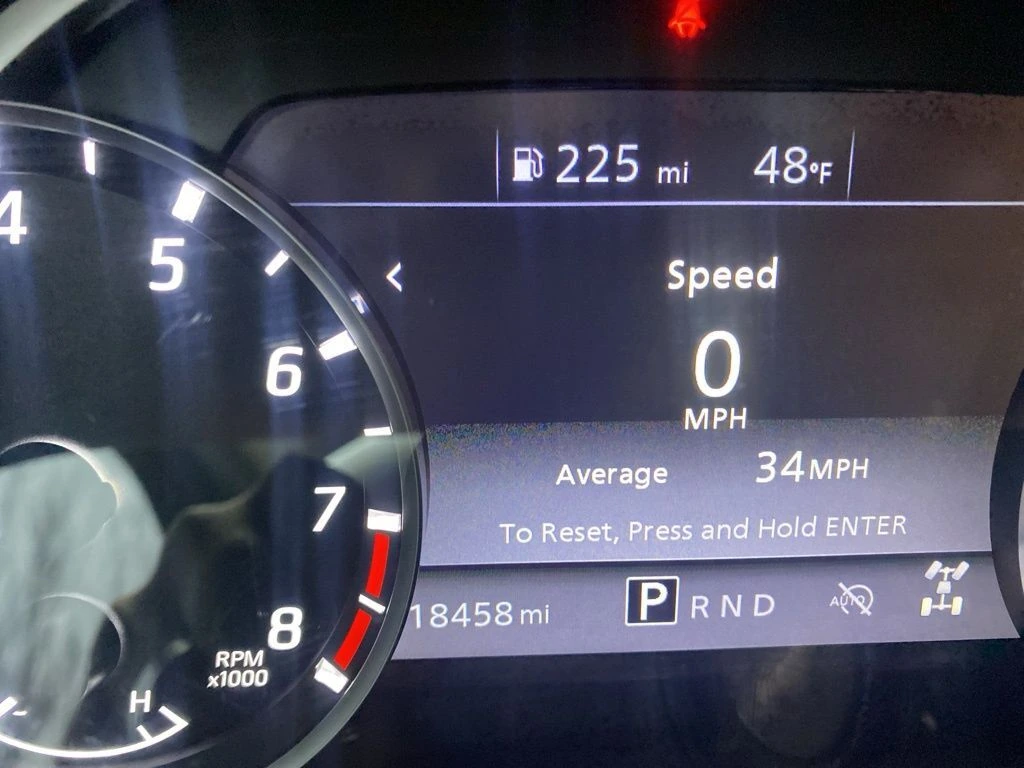 225 mi 48°F
4
5
6
7
8
RPM
x1000
H
<
Speed
0
MPH
Average 34 MPH
To Reset, Press and Hold ENTER
18458 mi P R N D AUTO